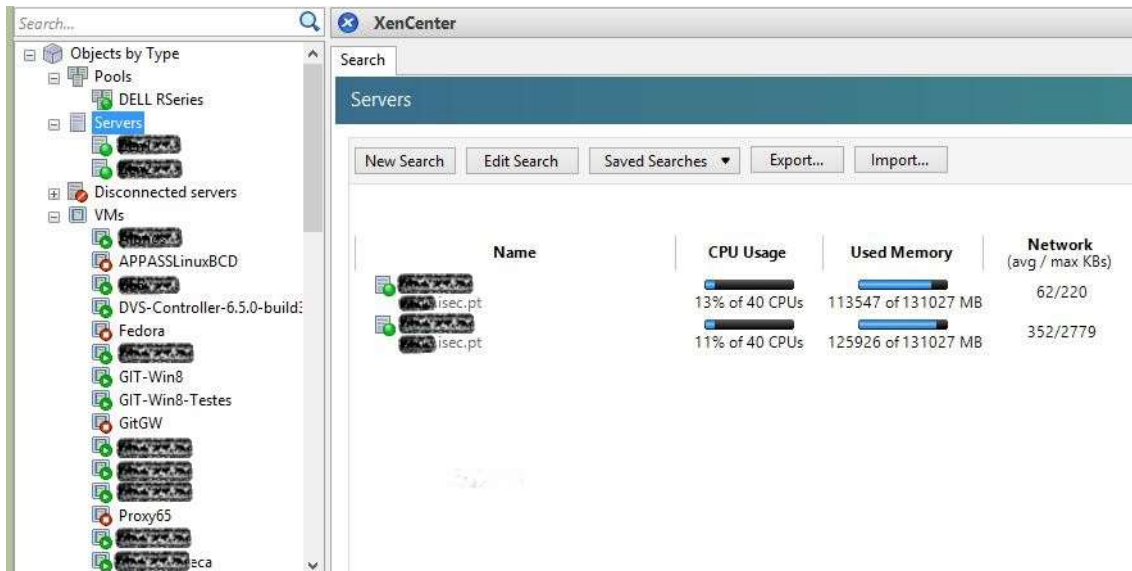 Search...
Objects by Type
Pools
DELL RSeries
Servers
Disconnected servers
VMs
APPASSLinuxBCD
DVS-Controller-6.5.0-build3
Fedora
GIT-Win8
GIT-Win8-Testes
GitGW
Proxy65
eca
XenCenter
Search
Servers
New Search Edit Search Saved Searches Export... Import...
Name CPU Usage Used Memory Network
(avg / max KBs)
isec.pt 13% of 40 CPUs 113547 of 131027 MB 62/220
isec.pt 11% of 40 CPUs 125926 of 131027 MB 352/2779